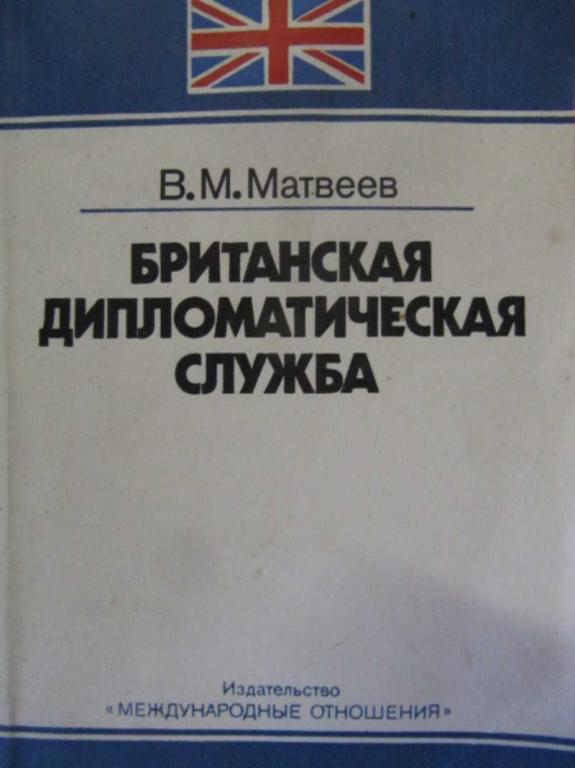 В.М.Матвеев
БРИТАНСКАЯ
ДИПЛОМАТИЧЕСКАЯ
СЛУЖБА
Издательство
«МЕЖДУНАРОДНЫЕ ОТНОШЕНИЯ»